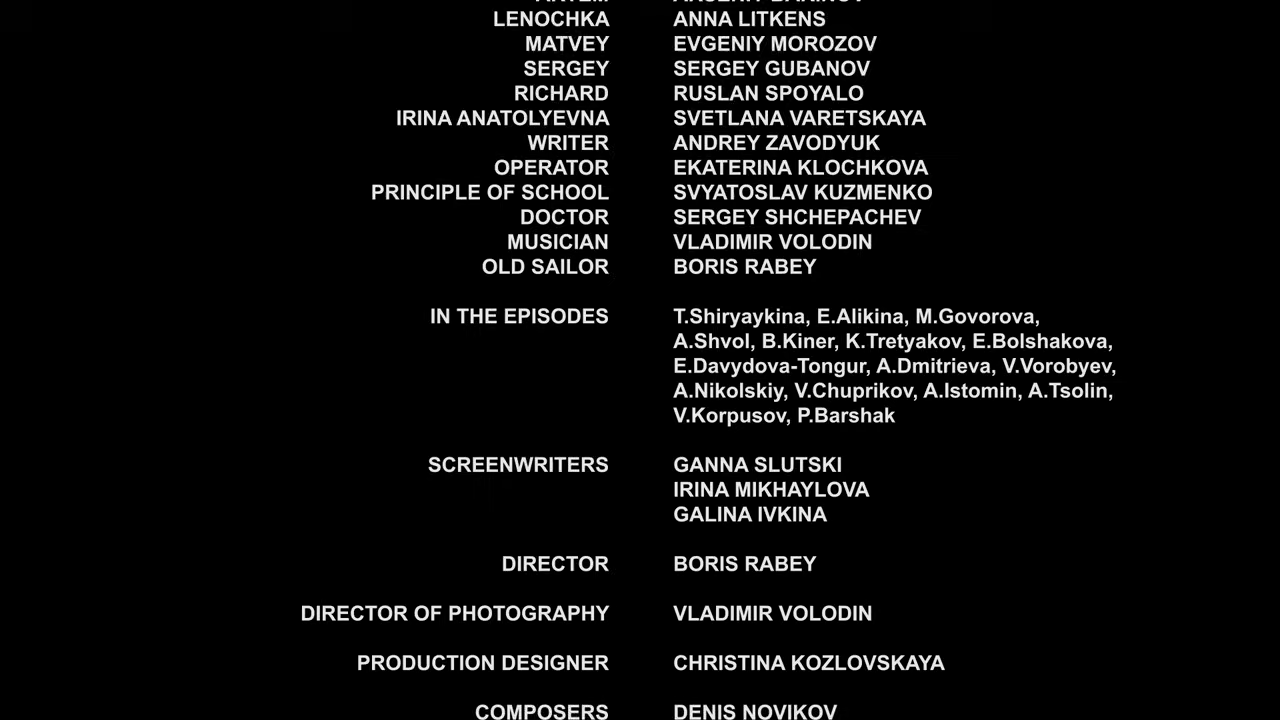 LENOCHKA ANNA LITKENS
MATVEY EVGENIY MOROZOV
SERGEY SERGEY GUBANOV
RICHARD RUSLAN SPOYALO
IRINA ANATOLYEVNA SVETLANA VARETSKAYA
WRITER ANDREY ZAVODYUK
OPERATOR EKATERINA KLOCHKOVA
PRINCIPLE OF SCHOOL SVYATOSLAV KUZMENKO
DOCTOR SERGEY SHCHEPACHEV
MUSICIAN VLADIMIR VOLODIN
OLD SAILOR BORIS RABEY
IN THE EPISODES T.Shiryaykina, E.Alikina, M.Govorova,
A.Shvol, B.Kiner, K.Tretyakov, E.Bolshakova,
E.Davydova-Tongur, A.Dmitrieva, V.Vorobyev,
A.Nikolskiy, V.Chuprikov, A.Istomin, A.Tsolin,
V.Korpusov, P.Barshak
SCREENWRITERS GANNA SLUTSKI
IRINA MIKHAYLOVA
GALINA IVKINA
DIRECTOR BORIS RABEY
DIRECTOR OF PHOTOGRAPHY VLADIMIR VOLODIN
PRODUCTION DESIGNER CHRISTINA KOZLOVSKAYA
COMPOSERS DENIS NOVIKOV